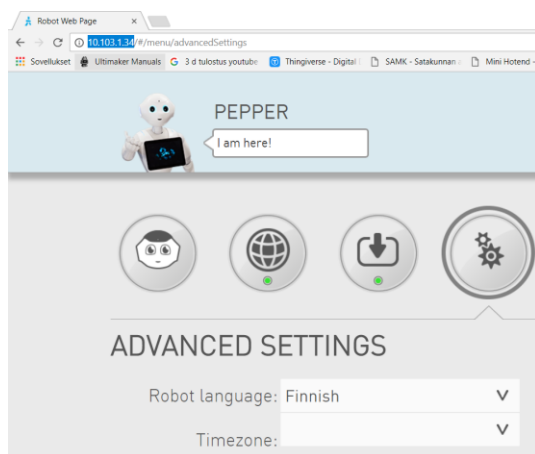 Robot Web Page
10.103.1.34/#/menu/advancedSettings
Sovellukset Ultimaker Manuals 3 d tulostus youtube Thingiverse - Digital SAMK - Satakunnan Mini Hotend -
PEPPER
I am here!
ADVANCED SETTINGS
Robot language: Finnish
Timezone: